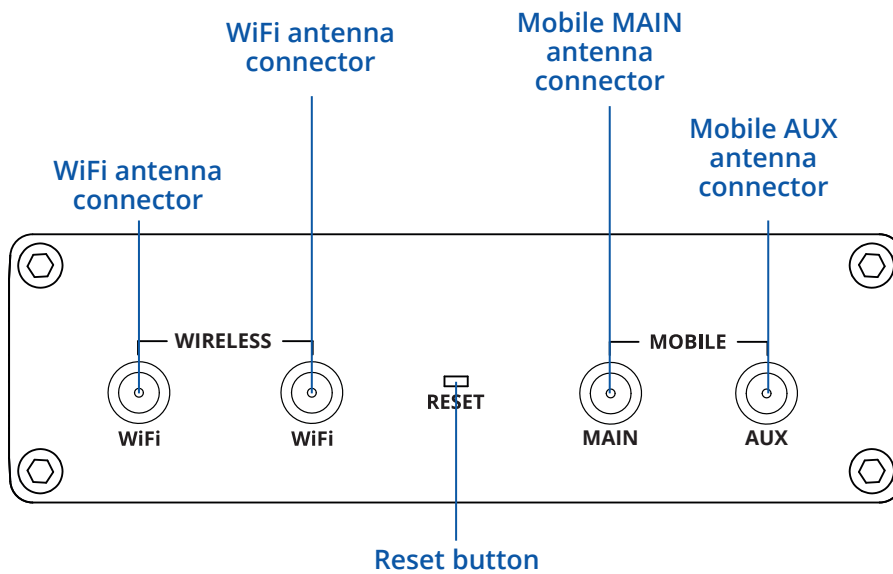 WiFi antenna
connector
Mobile MAIN
antenna
connector
WiFi antenna
connector
Mobile AUX
antenna
connector
WIRELESS
MOBILE
RESET
WiFi
WiFi
MAIN
AUX
Reset button